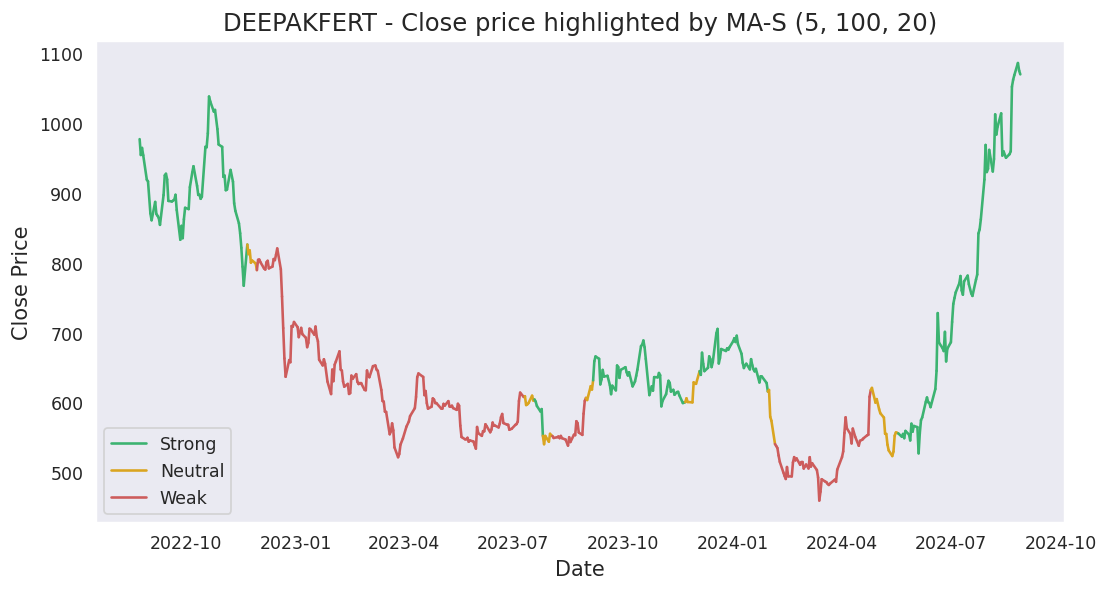 DEEPAKFERT - Close price highlighted by MA-S (5, 100, 20)
Close Price
1100
1000
900
800
700
600
500
Strong
Neutral
Weak
2022-10
2023-01
2023-04
2023-07
2023-10
2024-01
2024-04
2024-07
2024-10
Date